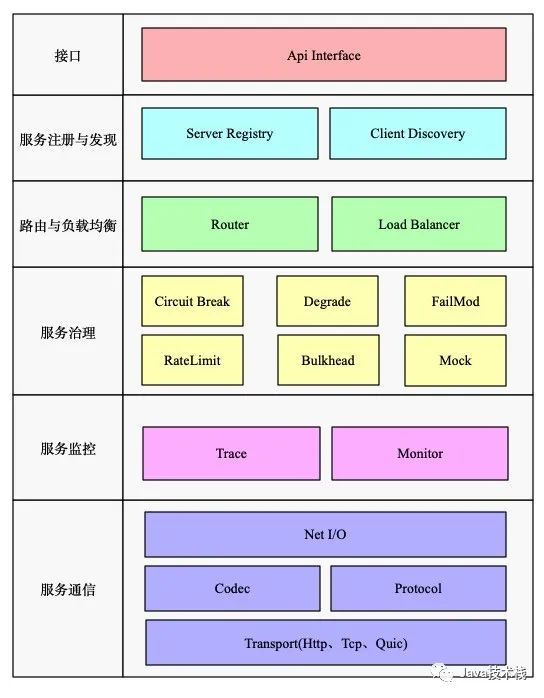 接口
Api Interface
服务注册与发现
Server Registry
Client Discovery
路由与负载均衡
Router
Load Balancer
服务治理
Circuit Break
Degrade
FailMod
RateLimit
Bulkhead
Mock
服务监控
Trace
Monitor
服务通信
Net I/O
Codec
Protocol
Transport(Http、Tcp、Quic)
Java技术栈